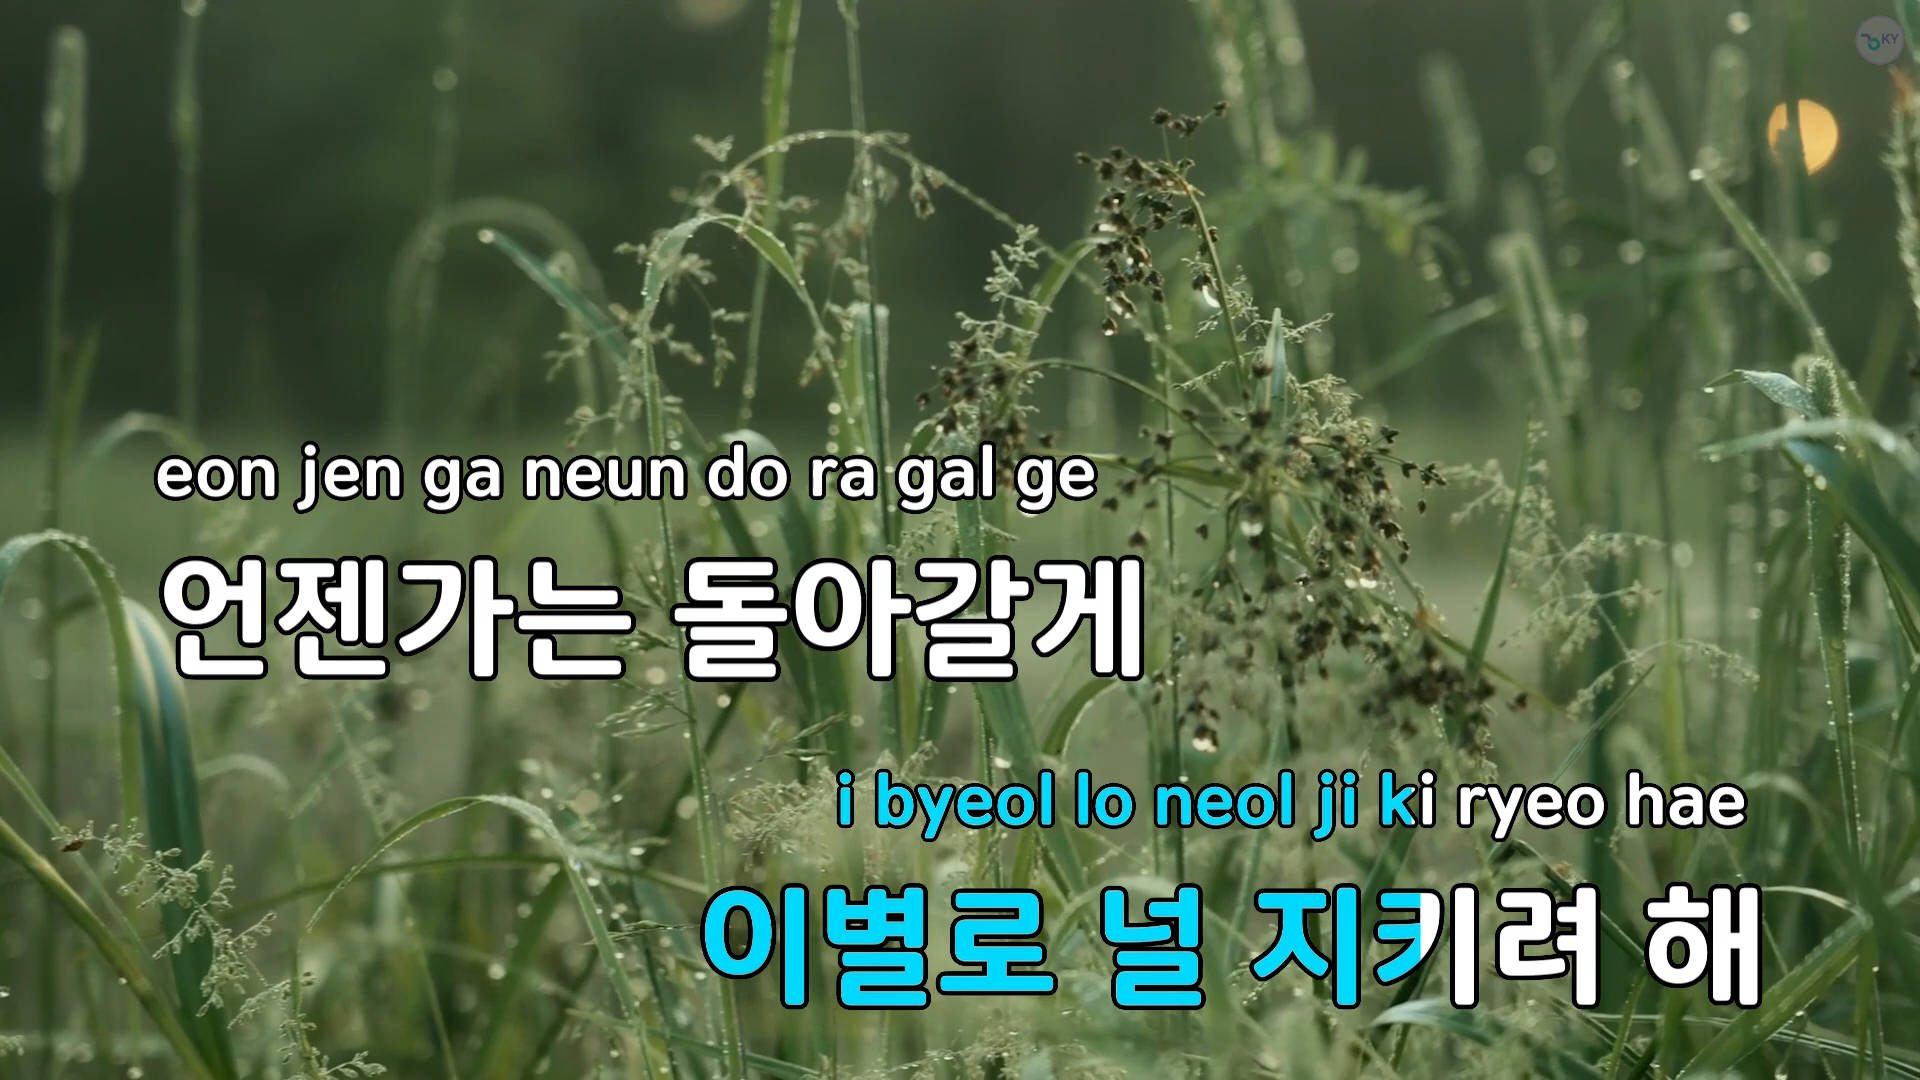 KY
eon jen ga neun do ra gal ge
언젠가는 돌아갈게
i byeol lo neol ji ki ryeo hae
이별로 널 지키려 해